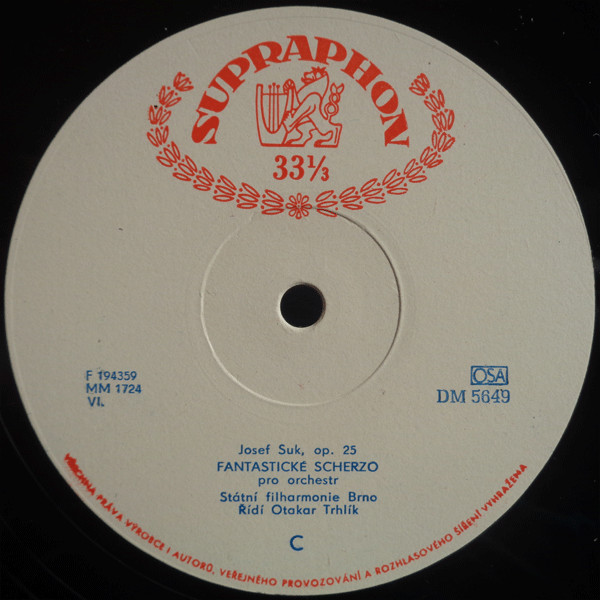 SUPRAPHON
33⅓
F 194359
MM 1724
VI.
OSA
DM 5649
Josef Suk, op. 25
FANTASTICKÉ SCHERZO
pro orchestr
Státní filharmonie Brno
Řídí Otakar Trhlík
C
VŠECHNA PRÁVA VÝROBCE I AUTORŮ, VEŘEJNÉHO PROVOZOVÁNÍ A ROZHLASOVÉHO ŠÍŘENÍ VYHRAŽENA